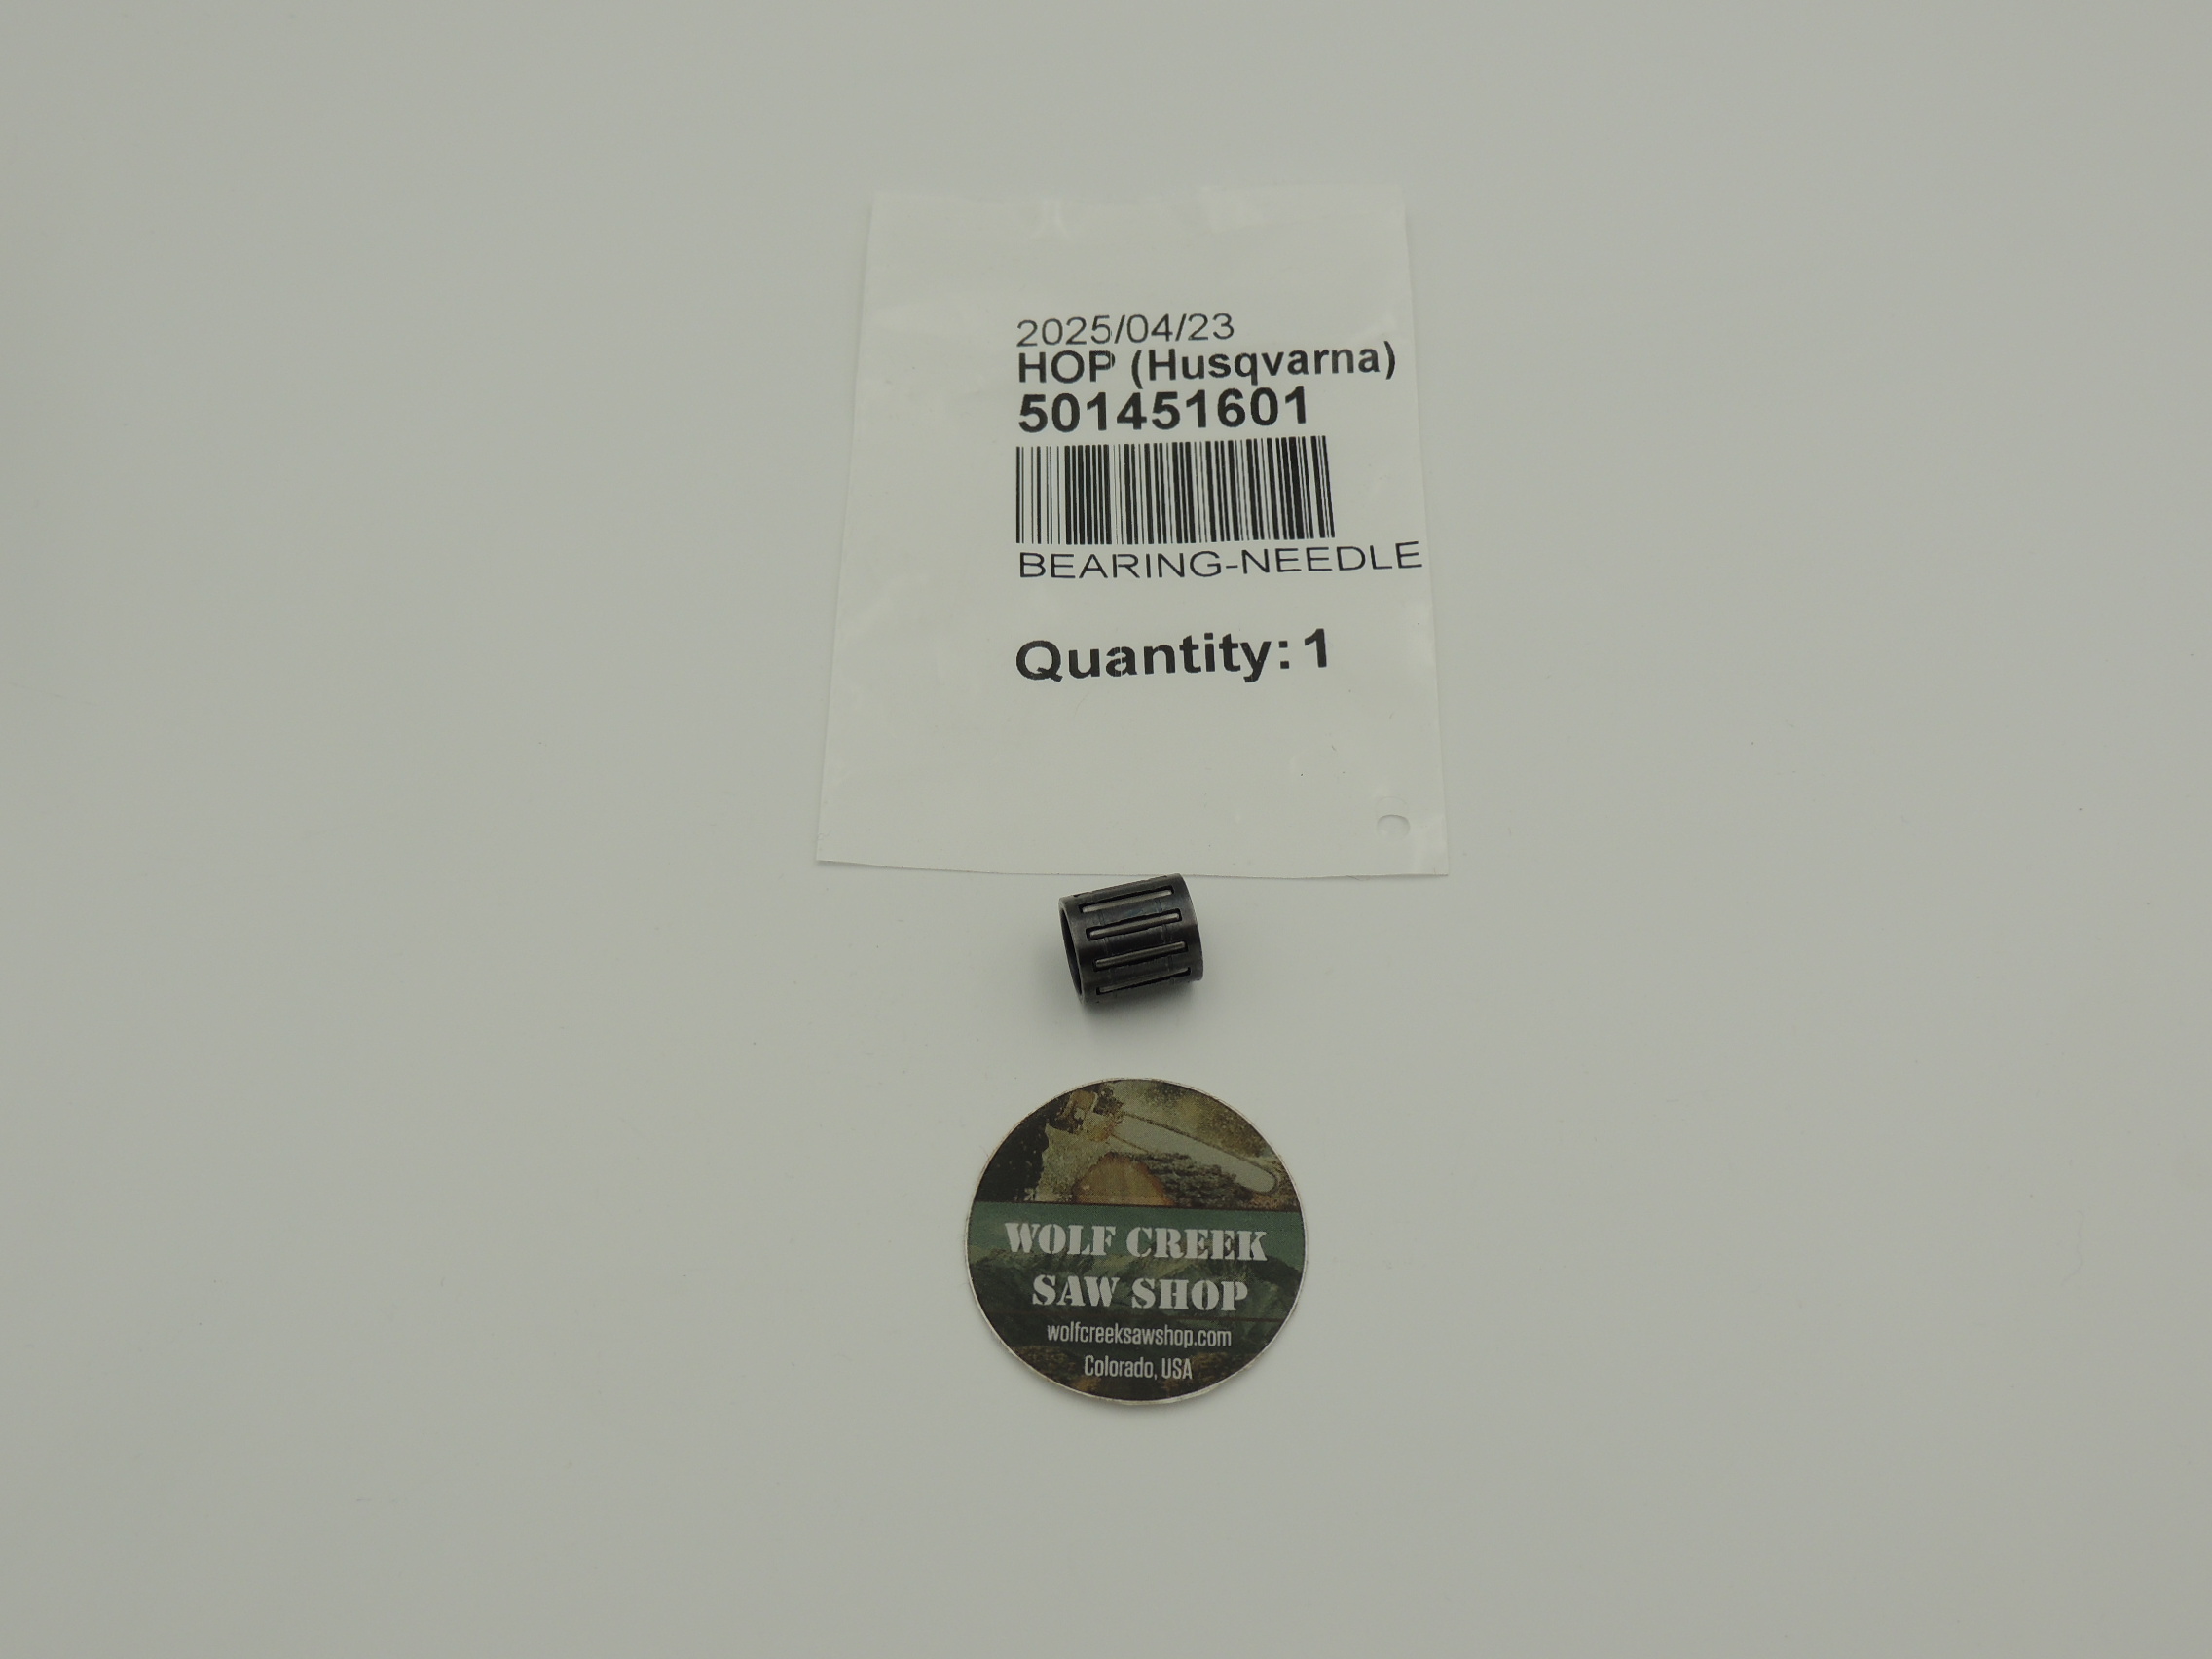 2025/04/23
HOP (Husqvarna)
501451601
BEARING-NEEDLE
Quantity: 1
WOLF CREEK
SAW SHOP
wolfcreeksawshop.com
Colorado, USA